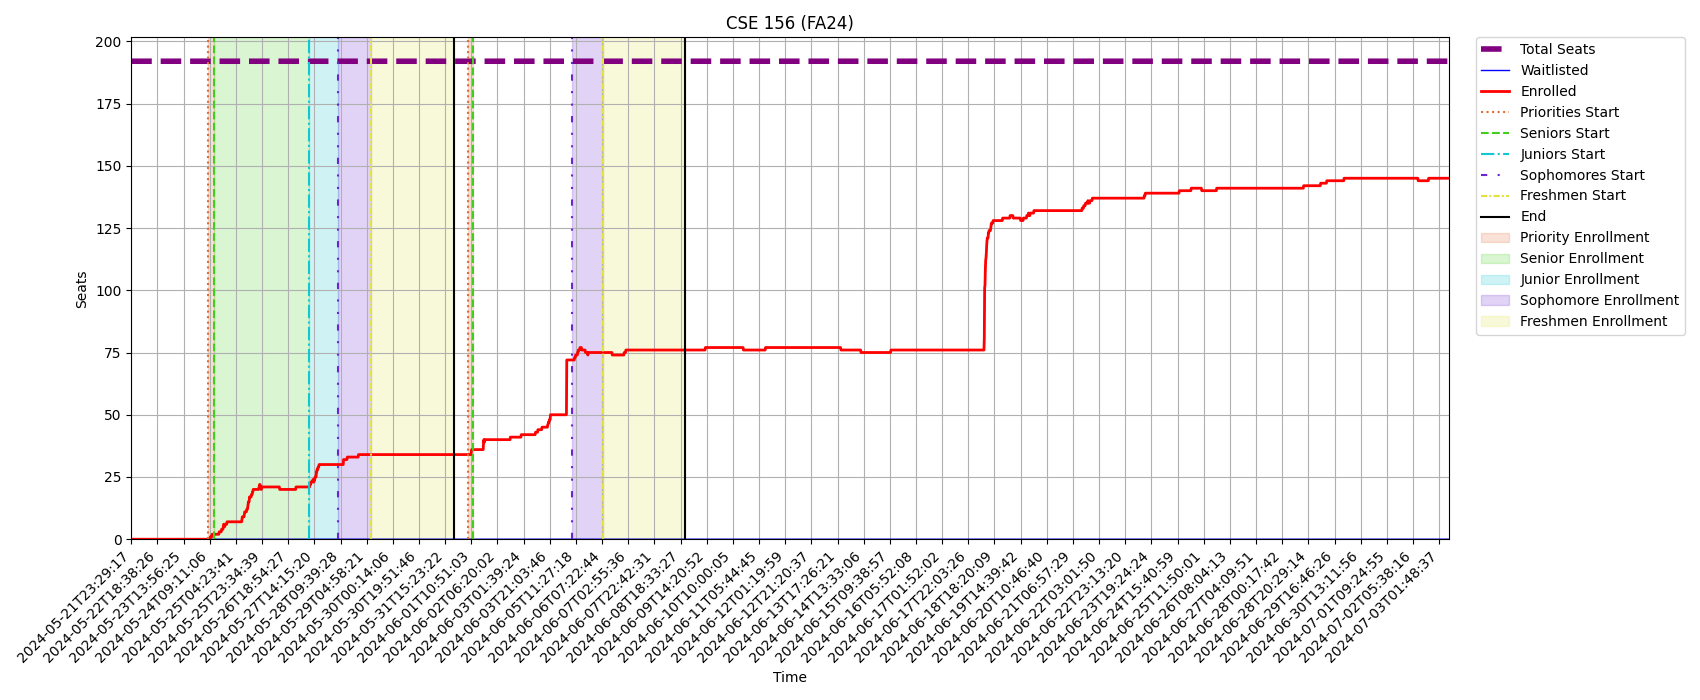 CSE 156 (FA24)
200
175
150
125
100
75
50
25
0
Seats
2024-05-21T23:29:17
2024-05-22T18:38:26
2024-05-23T13:56:25
2024-05-24T09:11:06
2024-05-25T04:23:41
2024-05-25T23:34:39
2024-05-26T18:54:27
2024-05-27T14:15:20
2024-05-28T09:39:28
2024-05-29T04:58:21
2024-05-30T00:14:06
2024-05-30T19:51:46
2024-05-31T15:23:22
2024-06-01T10:51:03
2024-06-02T06:20:02
2024-06-03T01:39:24
2024-06-03T21:03:46
2024-06-05T11:27:18
2024-06-06T07:22:44
2024-06-07T02:55:36
2024-06-07T22:42:31
2024-06-08T18:33:27
2024-06-09T14:20:52
2024-06-10T10:00:05
2024-06-11T05:44:45
2024-06-12T01:19:59
2024-06-12T21:20:37
2024-06-13T17:26:21
2024-06-14T13:33:06
2024-06-15T09:38:57
2024-06-16T05:52:08
2024-06-17T01:52:02
2024-06-17T22:03:26
2024-06-18T18:20:09
2024-06-19T14:39:42
2024-06-20T10:46:40
2024-06-21T06:57:29
2024-06-22T03:01:50
2024-06-22T23:13:20
2024-06-23T19:24:24
2024-06-24T15:40:59
2024-06-25T11:50:01
2024-06-26T08:04:13
2024-06-27T04:09:51
2024-06-28T00:17:42
2024-06-28T20:29:14
2024-06-29T16:46:26
2024-06-30T13:11:56
2024-07-01T09:24:55
2024-07-02T05:38:16
2024-07-03T01:48:37
Time
Total Seats
Waitlisted
Enrolled
Priorities Start
Seniors Start
Juniors Start
Sophomores Start
Freshmen Start
End
Priority Enrollment
Senior Enrollment
Junior Enrollment
Sophomore Enrollment
Freshmen Enrollment